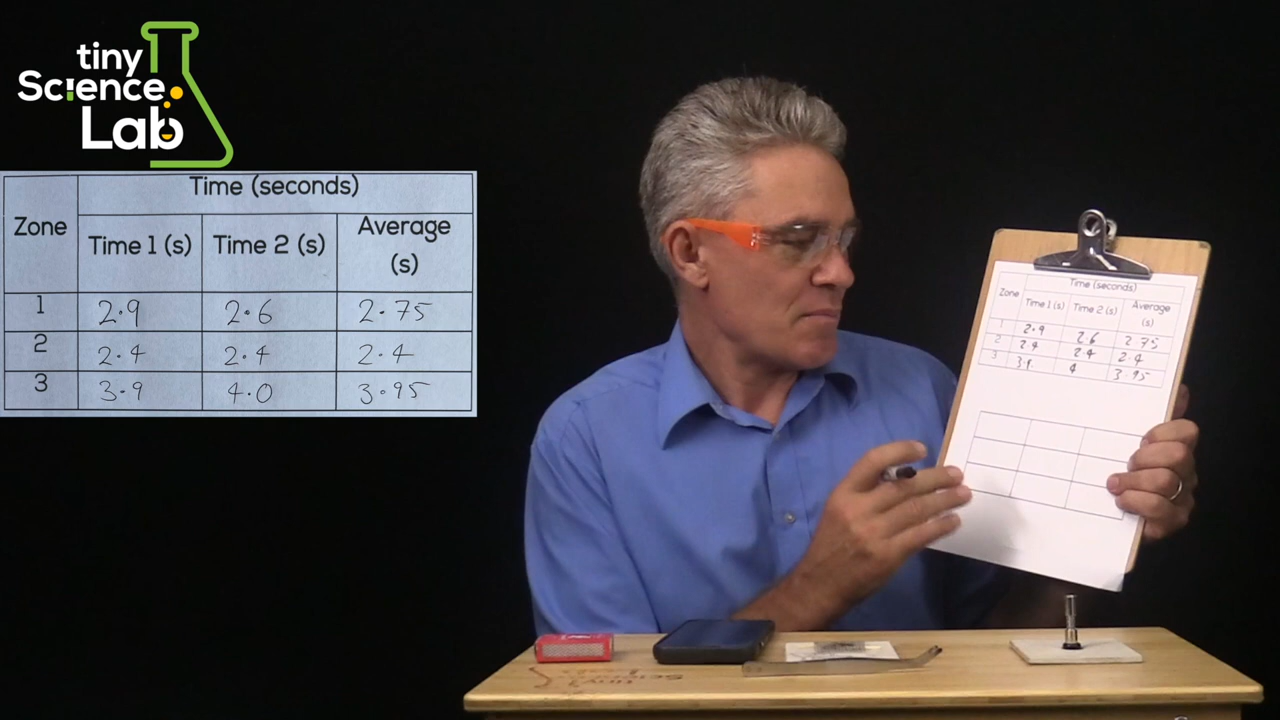 tiny
Science
Lab
Time (seconds)
Zone
Time 1 (s) Time 2 (s) Average (s)
1 2.9 2.6 2.75
2 2.4 2.4 2.4
3 3.9 4.0 3.95
Time (seconds)
Zone
Time 1 (s) Time 2 (s) Average (s)
1 2.9 2.6 2.75
2 2.4 2.4 2.4
3 3.9 4 3.95
tiny